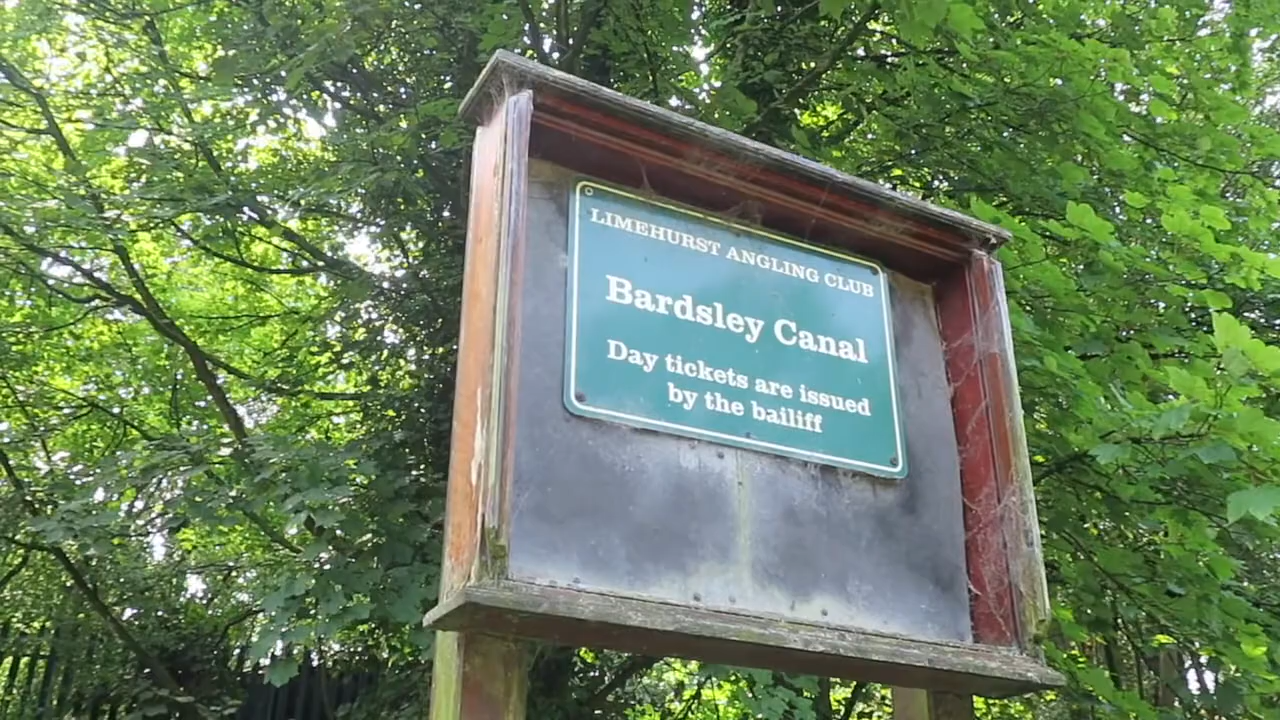 LIMEHURST ANGLING CLUB
Bardsley Canal
Day tickets are issued
by the bailiff